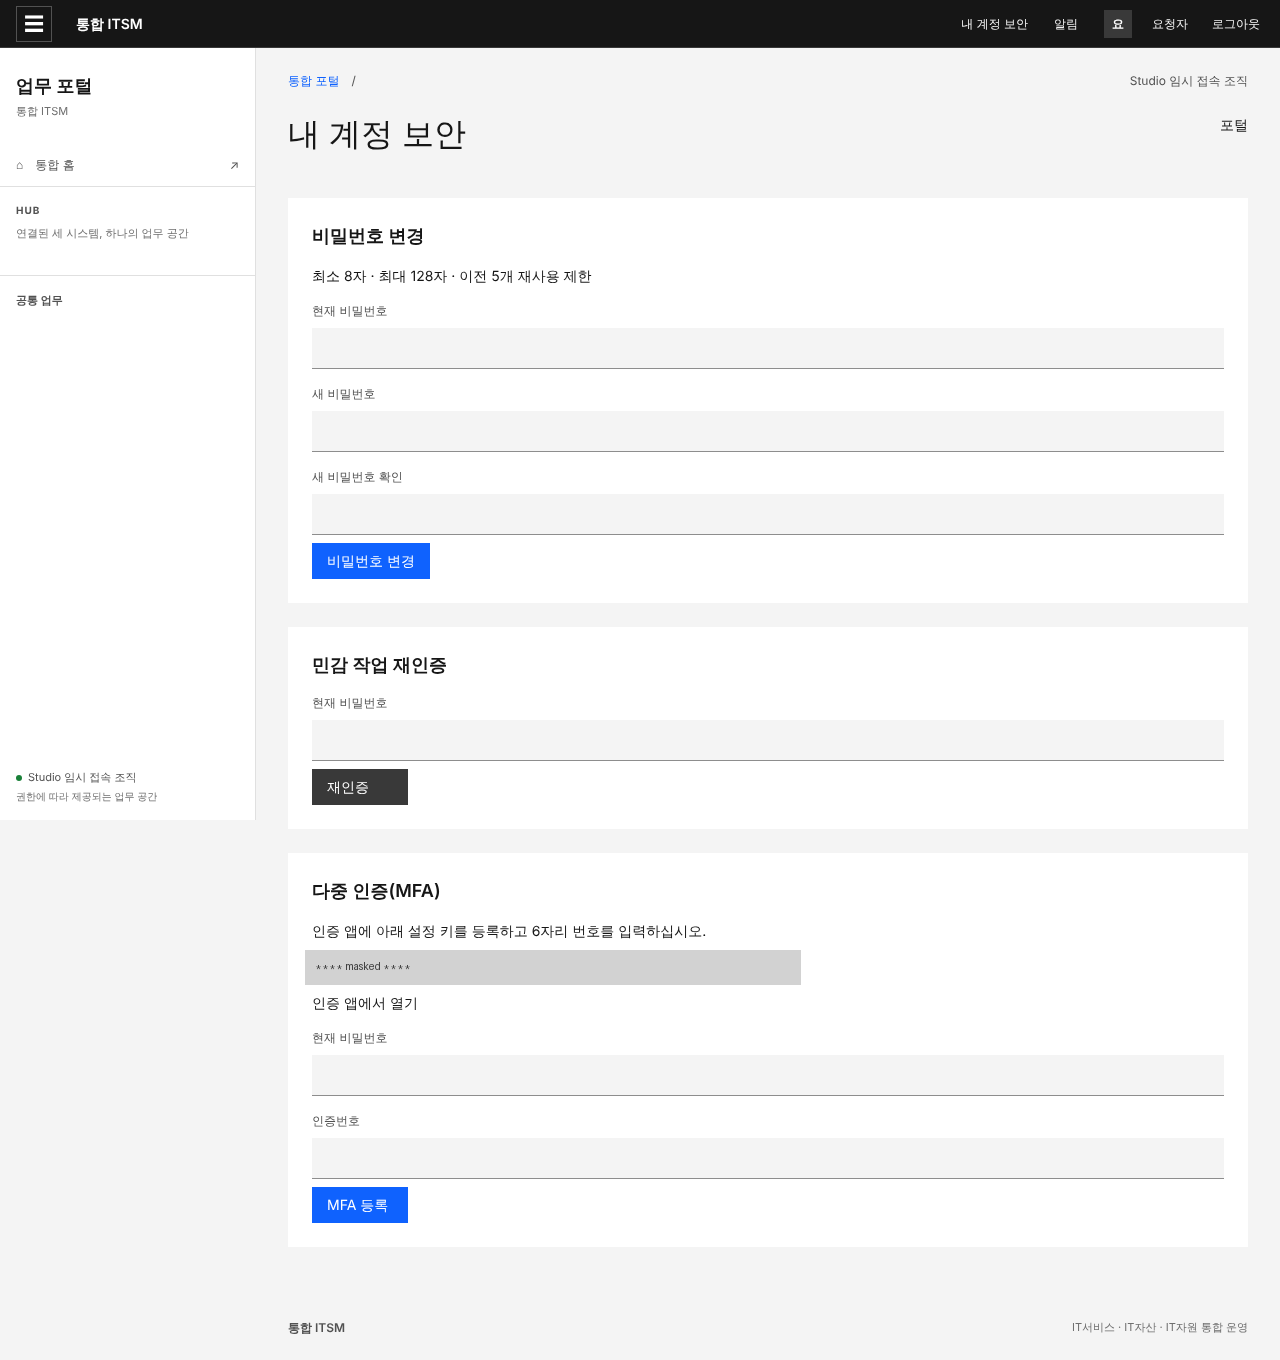 통합 ITSM
내 계정 보안 알림 요 요청자 로그아웃
업무 포털
통합 ITSM
⌂ 통합 홈 ↗
HUB
연결된 세 시스템, 하나의 업무 공간
공통 업무
Studio 임시 접속 조직
권한에 따라 제공되는 업무 공간
통합 포털 /
Studio 임시 접속 조직
내 계정 보안
포털
비밀번호 변경
최소 8자 · 최대 128자 · 이전 5개 재사용 제한
현재 비밀번호
새 비밀번호
새 비밀번호 확인
비밀번호 변경
민감 작업 재인증
현재 비밀번호
재인증
다중 인증(MFA)
인증 앱에 아래 설정 키를 등록하고 6자리 번호를 입력하십시오.
**** masked ****
인증 앱에서 열기
현재 비밀번호
인증번호
MFA 등록
통합 ITSM
IT서비스 · IT자산 · IT자원 통합 운영